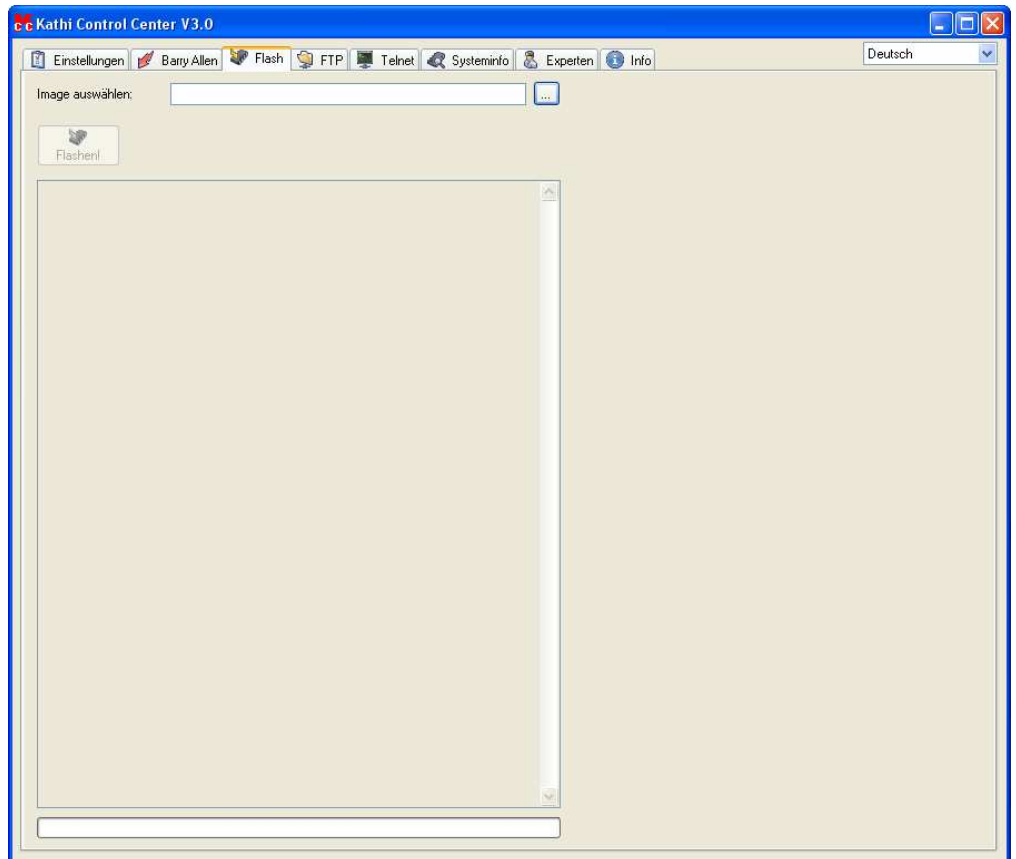 Kathi Control Center V3.0
Einstellungen Barry Allen Flash FTP Telnet Systeminfo Experten Info Deutsch
Image auswählen: ...
Flashen!